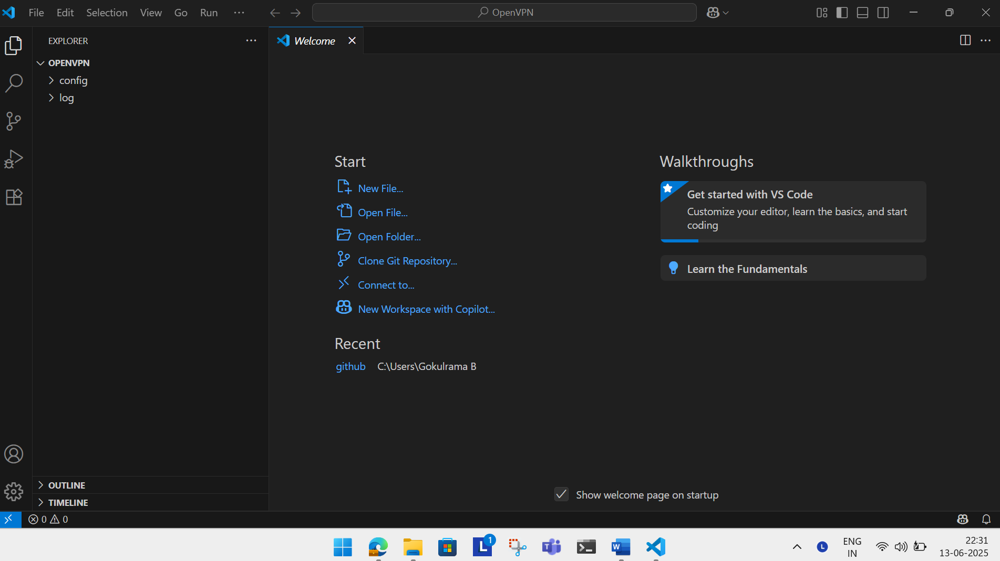 File Edit Selection View Go Run ···
OpenVPN
EXPLORER
OPENVPN
config
log
OUTLINE
TIMELINE
Welcome
Start
New File...
Open File...
Open Folder...
Clone Git Repository...
Connect to...
New Workspace with Copilot...
Recent
github C:\Users\Gokulrama B
Walkthroughs
Get started with VS Code
Customize your editor, learn the basics, and start
coding
Learn the Fundamentals
Show welcome page on startup
0 0
L 1
T
W
L
ENG
IN
22:31
13-06-2025